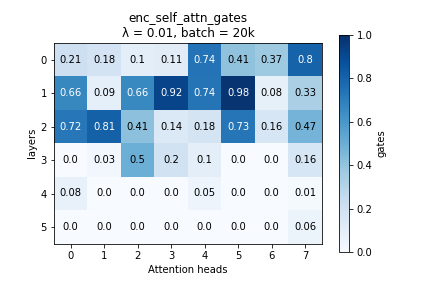 enc_self_attn_gates
λ = 0.01, batch = 20k
0 0.21 0.18 0.1 0.11 0.74 0.41 0.37 0.8
1 0.66 0.09 0.66 0.92 0.74 0.98 0.08 0.33
2 0.72 0.81 0.41 0.14 0.18 0.73 0.16 0.47
3 0.0 0.03 0.5 0.2 0.1 0.0 0.0 0.16
4 0.08 0.0 0.0 0.0 0.05 0.0 0.0 0.01
5 0.0 0.0 0.0 0.0 0.0 0.0 0.0 0.06
0 1 2 3 4 5 6 7
Attention heads
layers
1.0
0.8
0.6
0.4
0.2
0.0
gates